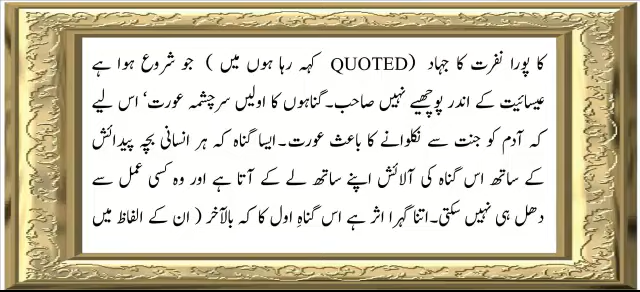 کا پورا نفرت کا جہاد (QUOTED کہہ رہا ہوں میں ) جو شروع ہوا ہے
عیسائیت کے اندر پوچھیے نہیں صاحب۔گناہوں کا اولیں سرچشمہ عورت‘ اس لیے
کہ آدم کو جنت سے نکلوانے کا باعث عورت۔ایسا گناہ کہ ہر انسانی بچہ پیدائش
کے ساتھ اس گناہ کی آلائش اپنے ساتھ لے کے آتا ہے اور وہ کسی عمل سے
دھل ہی نہیں سکتی۔اتنا گہرا اثر ہے اس گناہِ اول کا کہ بالآخر ( ان کے الفاظ میں